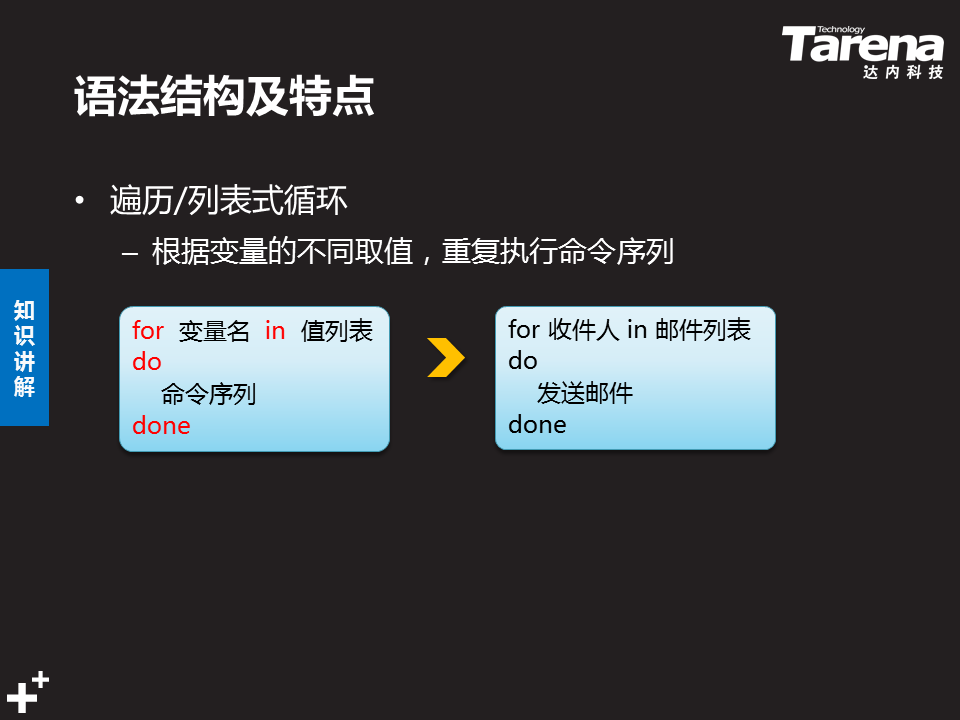 Technology
Tarena
达内科技
语法结构及特点
• 遍历/列表式循环
– 根据变量的不同取值，重复执行命令序列
知识讲解
for 变量名 in 值列表
do
命令序列
done
for 收件人 in 邮件列表
do
发送邮件
done